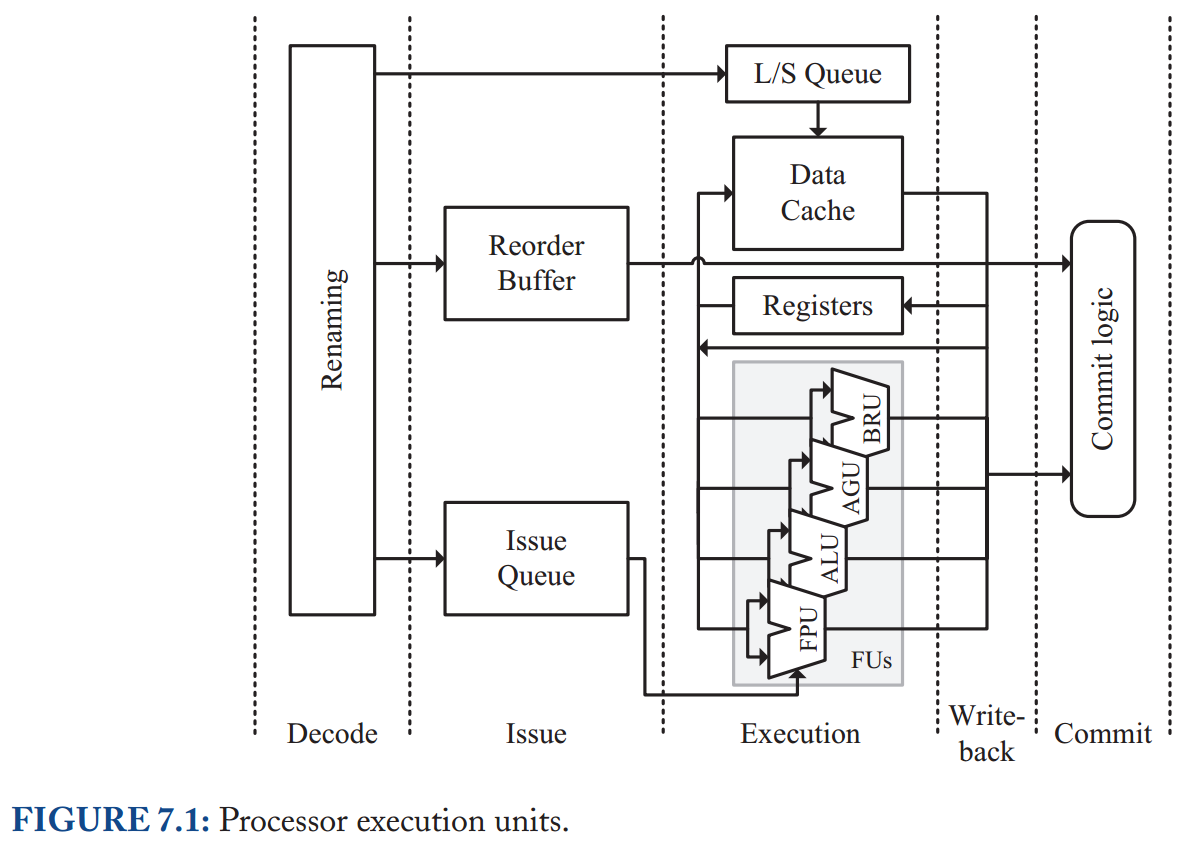 L/S Queue
Data
Cache
Reorder
Buffer
Renaming
Registers
Commit logic
BRU
AGU
Issue
Queue
ALU
FPU
FUs
Decode
Issue
Execution
Write-
back
Commit
FIGURE 7.1: Processor execution units.